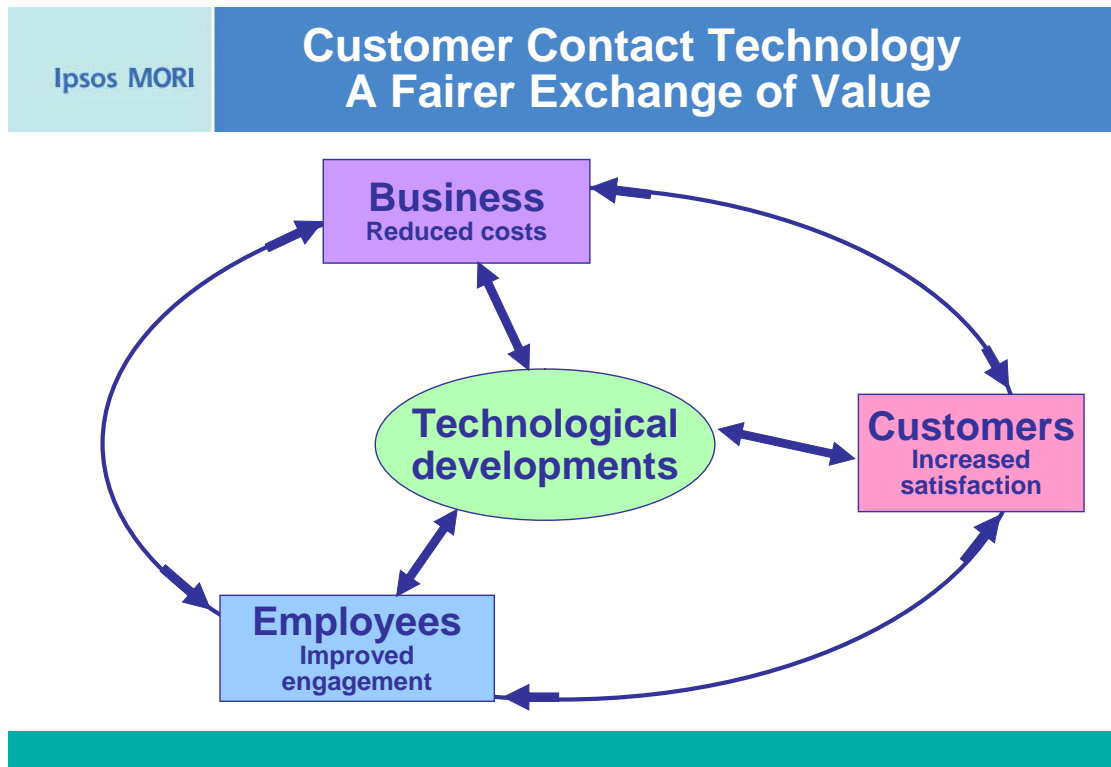 Ipsos MORI
Customer Contact Technology
A Fairer Exchange of Value
Business
Reduced costs
Technological
developments
Customers
Increased
satisfaction
Employees
Improved
engagement